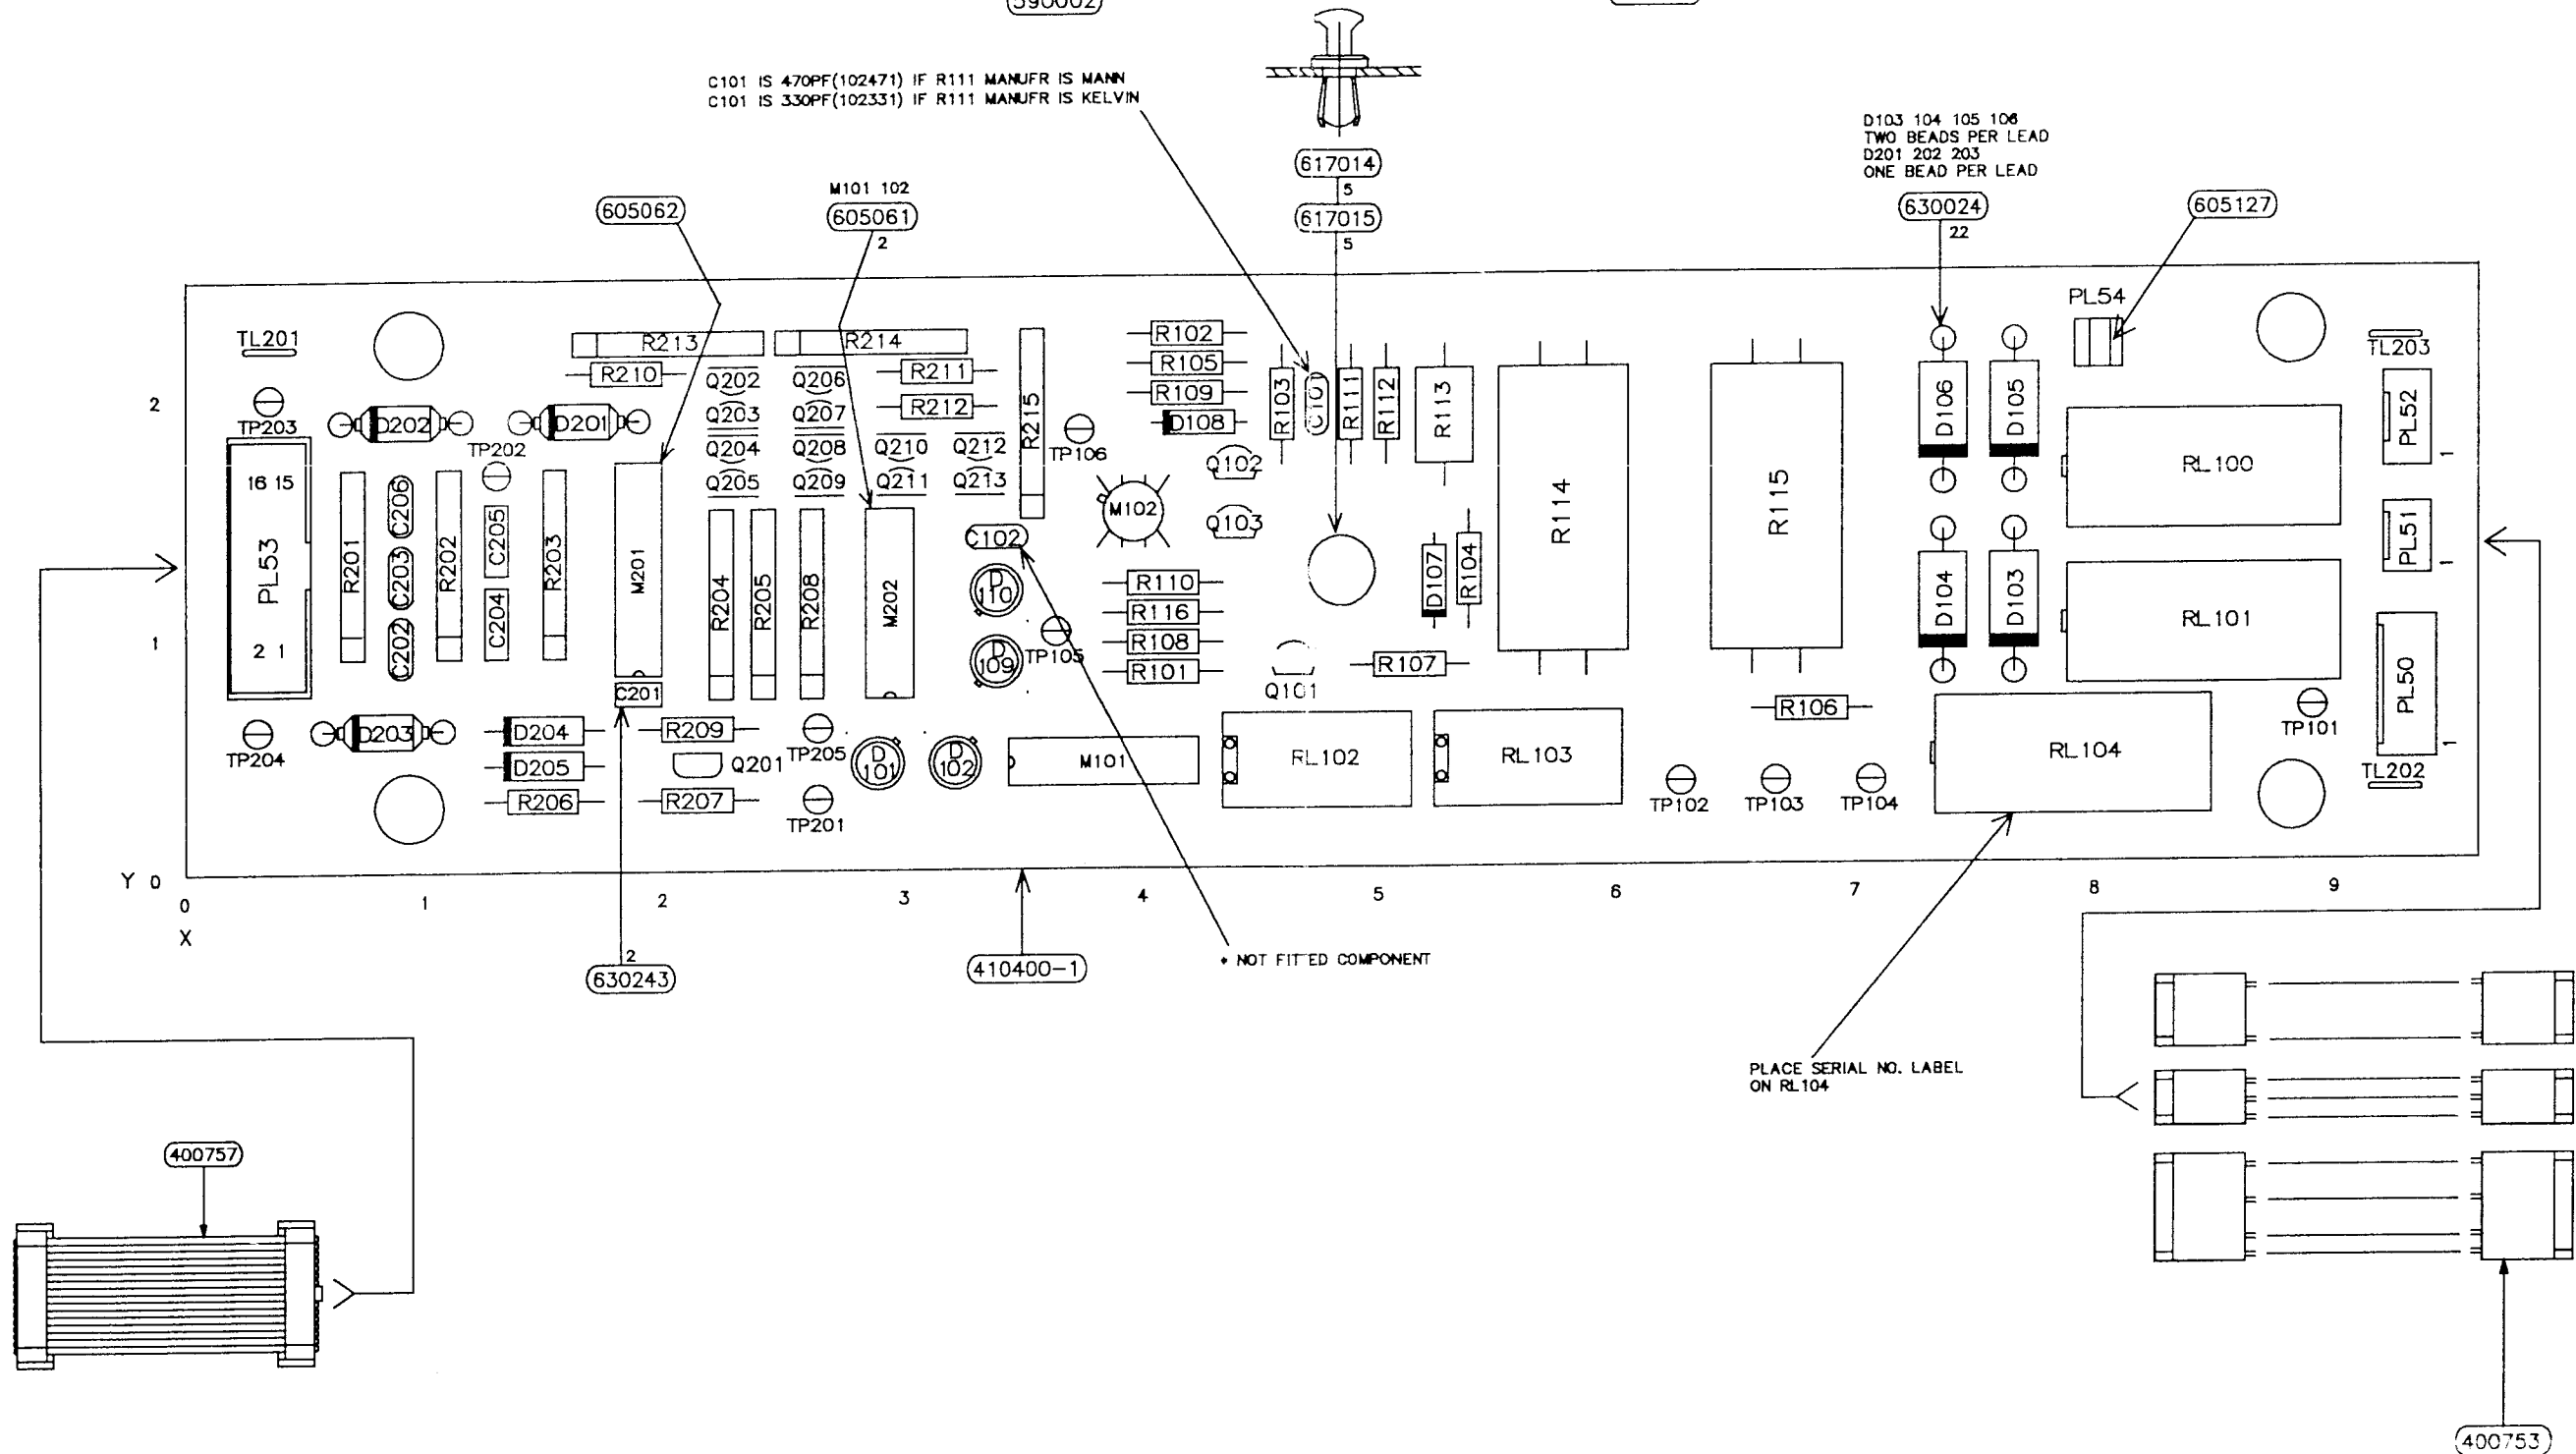 590002
C101 IS 470PF(102471) IF R111 MANUFR IS MANN
C101 IS 330PF(102331) IF R111 MANUFR IS KELVIN
617014
5
617015
5
D103 104 105 106
TWO BEADS PER LEAD
D201 202 203
ONE BEAD PER LEAD
630024
22
605127
605062
M101 102
605061
2
PL54
TL201
R213
R214
R102
TL203
R210
Q202
Q206
R211
R105
R109
R215
R103
C101
R111
R112
R113
D106
D105
PL52
1
2
TP203
D202
D201
Q203
Q207
R212
D108
TP202
Q204
Q208
Q210
Q212
TP106
Q102
RL100
16 15
Q205
Q209
Q211
Q213
M102
Q103
R114
R115
PL53
R201
C206
C203
C202
R202
C205
C204
R203
M201
R204
R205
R208
M202
C102
D
110
R110
R116
R108
R101
D107
R104
D104
D103
RL101
PL51
1
1
2 1
D
109
TP105
R107
Q101
C201
PL50
1
TP204
D203
D204
D205
R206
R209
Q201
R207
TP205
TP201
D
101
D
102
M101
RL102
RL103
R106
TP102
TP103
TP104
RL104
TP101
TL202
Y 0
0
1
2
3
4
5
6
7
8
9
X
2
630243
410400-1
* NOT FITTED COMPONENT
PLACE SERIAL NO. LABEL
ON RL104
400757
400753